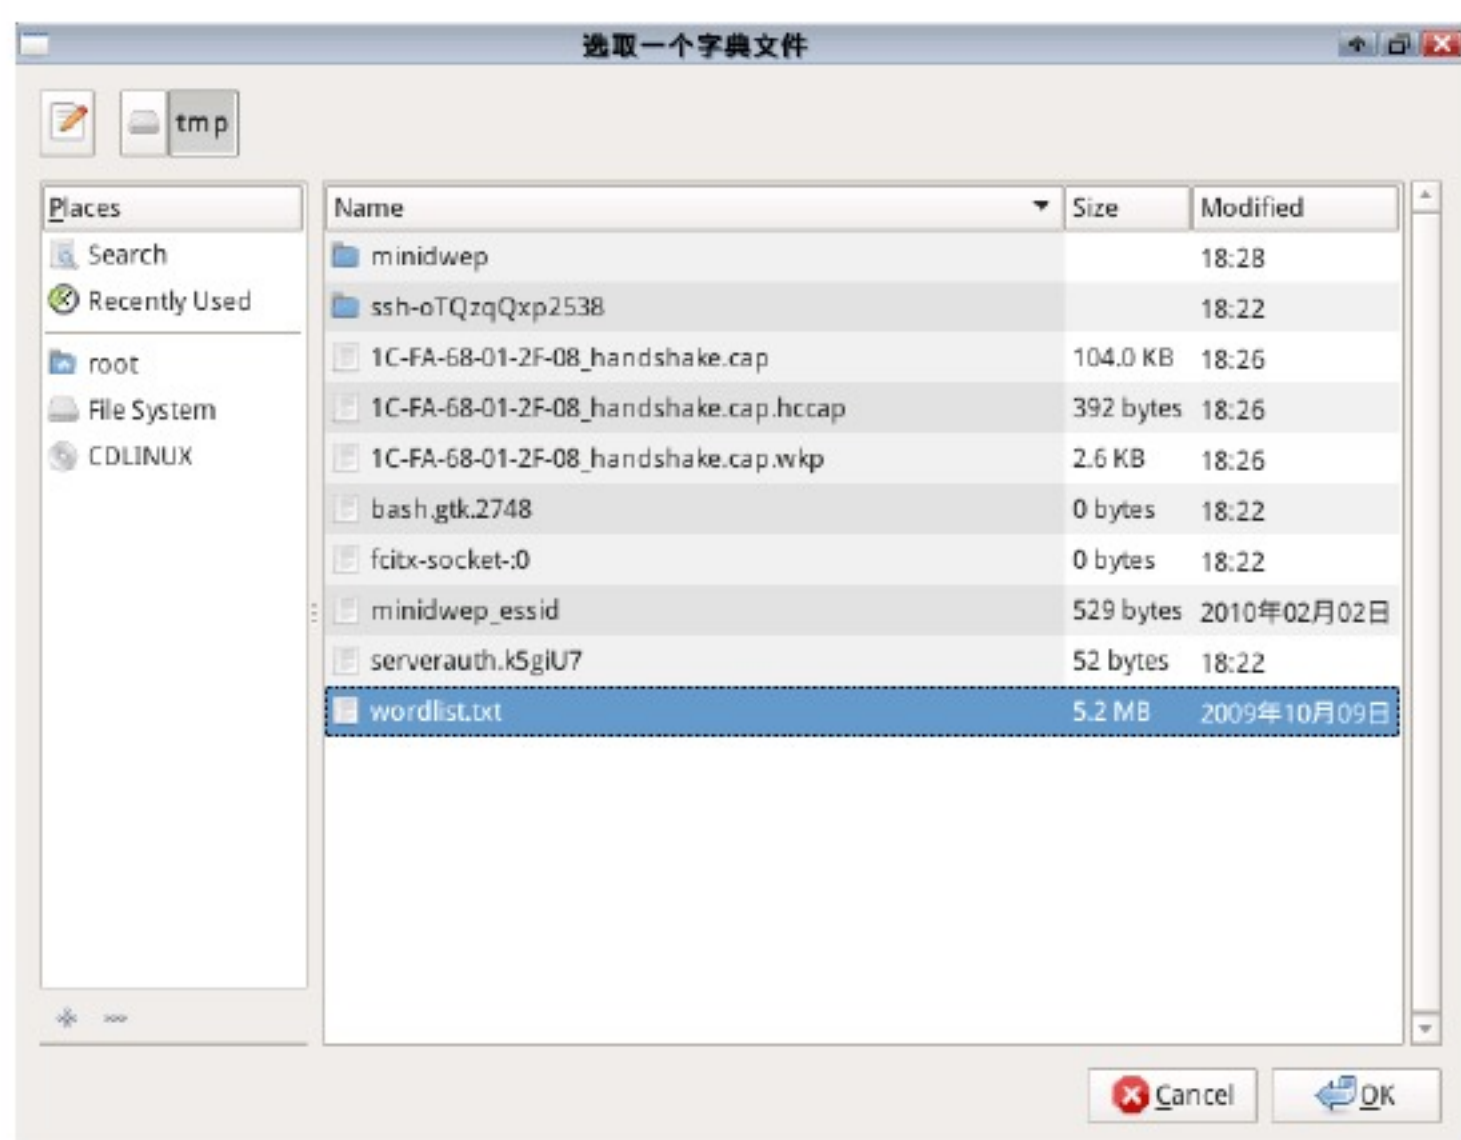 选取一个字典文件
tmp
Places
Search
Recently Used
root
File System
CDLINUX
Name Size Modified
minidwep 18:28
ssh-oTQzqQxp2538 18:22
1C-FA-68-01-2F-08_handshake.cap 104.0 KB 18:26
1C-FA-68-01-2F-08_handshake.cap.hccap 392 bytes 18:26
1C-FA-68-01-2F-08_handshake.cap.wkp 2.6 KB 18:26
bash.gtk.2748 0 bytes 18:22
fcitx-socket-:0 0 bytes 18:22
minidwep_essid 529 bytes 2010年02月02日
serverauth.k5giU7 52 bytes 18:22
wordlist.txt 5.2 MB 2009年10月09日
Cancel OK